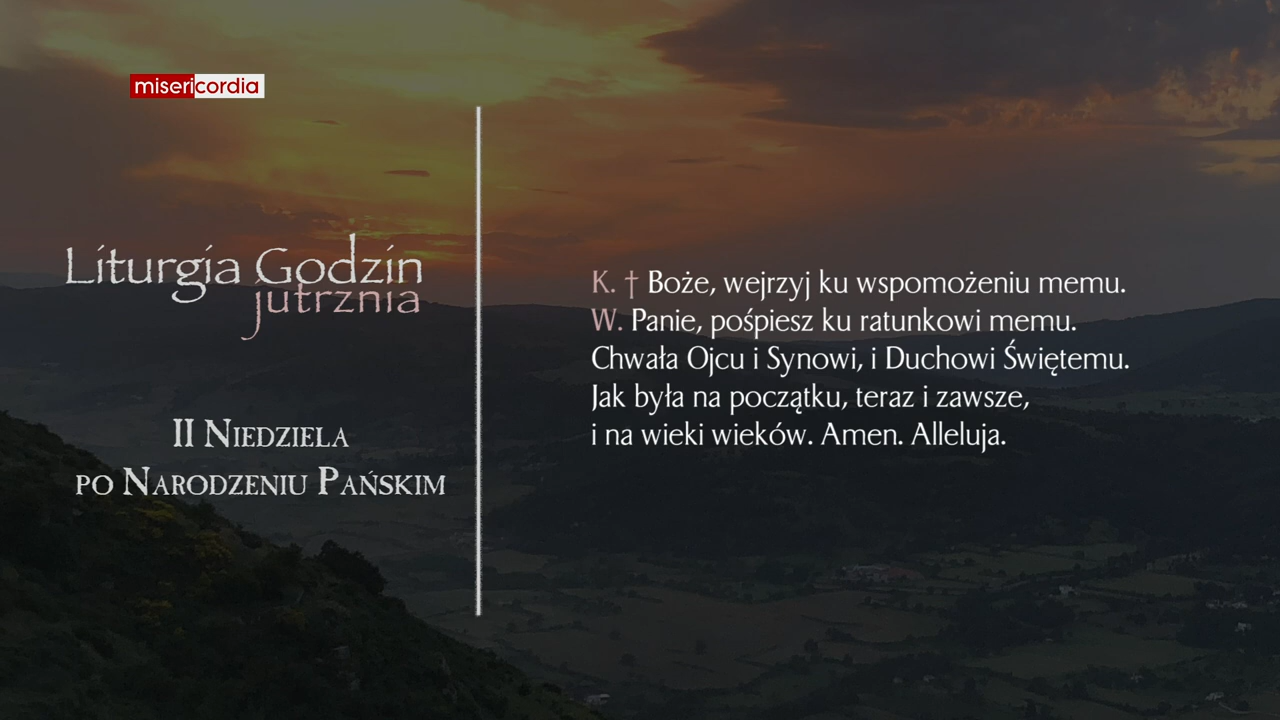 misericordia
Liturgia Godzin
jutrznia
II Niedziela
po Narodzeniu Pańskim
K. † Boże, wejrzyj ku wspomożeniu memu.
W. Panie, pośpiesz ku ratunkowi memu.
Chwała Ojcu i Synowi, i Duchowi Świętemu.
Jak była na początku, teraz i zawsze,
i na wieki wieków. Amen. Alleluja.